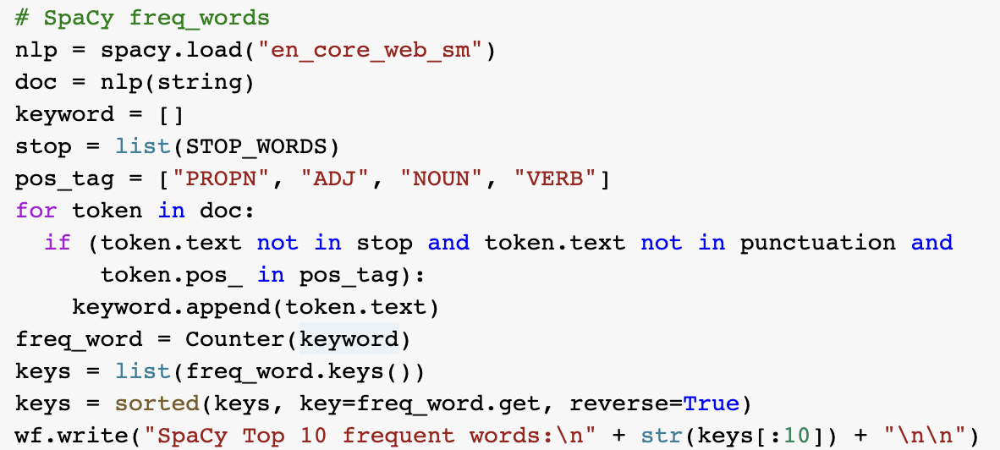 # SpaCy freq_words
nlp = spacy.load("en_core_web_sm")
doc = nlp(string)
keyword = []
stop = list(STOP_WORDS)
pos_tag = ["PROPN", "ADJ", "NOUN", "VERB"]
for token in doc:
  if (token.text not in stop and token.text not in punctuation and
      token.pos_ in pos_tag):
    keyword.append(token.text)
freq_word = Counter(keyword)
keys = list(freq_word.keys())
keys = sorted(keys, key=freq_word.get, reverse=True)
wf.write("SpaCy Top 10 frequent words:\n" + str(keys[:10]) + "\n\n")